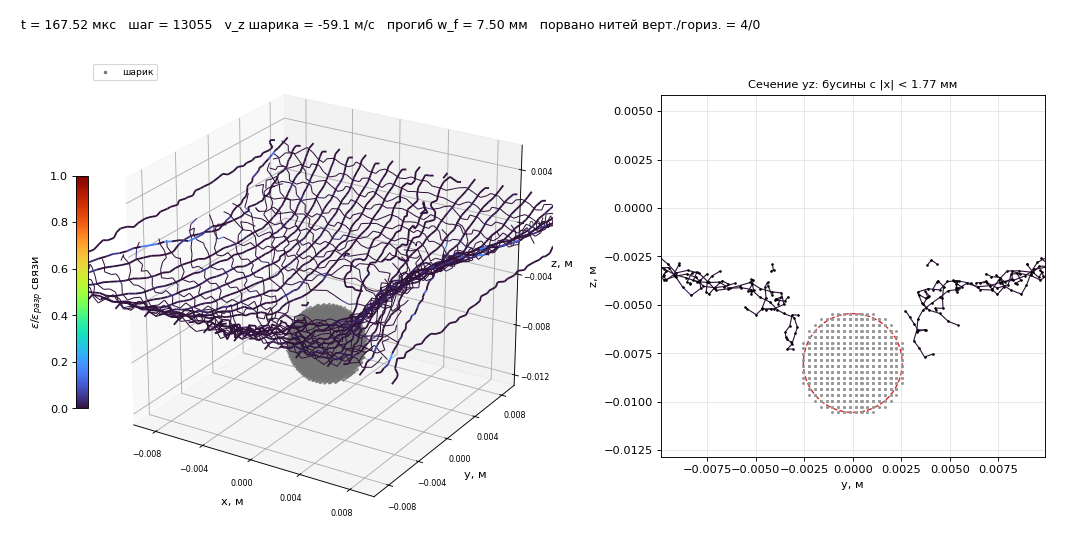 t = 167.52 мкс   шаг = 13055   v_z шарика = -59.1 м/с   прогиб w_f = 7.50 мм   порвано нитей верт./гориз. = 4/0
шарик
Сечение yz: бусины с |x| < 1.77 мм
1.0
0.8
0.6
0.4
0.2
0.0
ε/ε разр связи
0.004
−0.004
−0.008
−0.012
z, м
−0.008
−0.004
0.000
0.004
0.008
x, м
−0.008
−0.004
0.000
0.004
0.008
y, м
0.0050
0.0025
0.0000
−0.0025
−0.0050
−0.0075
−0.0100
−0.0125
z, м
−0.0075 −0.0050 −0.0025 0.0000 0.0025 0.0050 0.0075
y, м